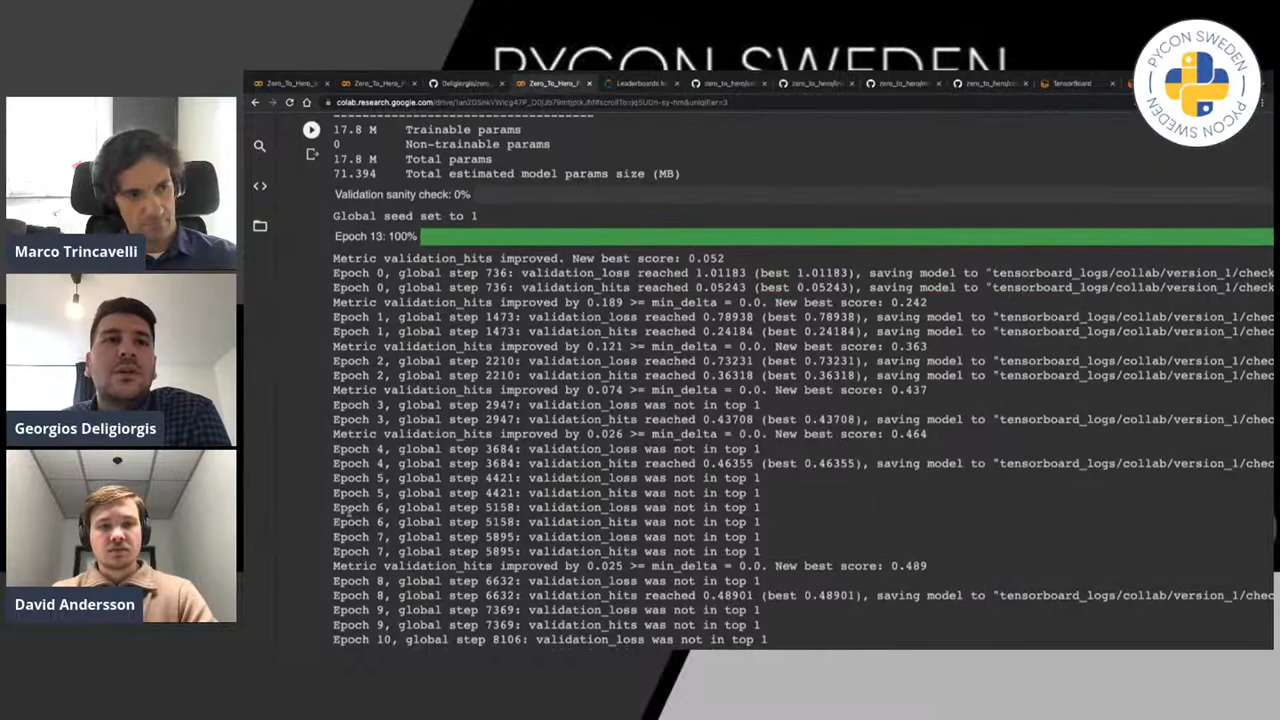 PYCON SWEDEN
PYCON SWEDEN
PYCON SWEDEN
Marco Trincavelli
Georgios Deligiorgis
David Andersson
Zero_To_Hero_
Zero_To_Hero_
Deligiorgis/zero_
Zero_To_Hero_
Leaderboards
zero_to_hero/
zero_to_hero/
zero_to_hero/
zero_to_hero/
TensorBoard
17.8 M Trainable params
0 Non-trainable params
17.8 M Total params
71.394 Total estimated model params size (MB)
Validation sanity check: 0%
Global seed set to 1
Epoch 13: 100%
Metric validation_hits improved. New best score: 0.052
Epoch 0, global step 736: validation_loss reached 1.01183 (best 1.01183), saving model to "tensorboard_logs/collab/version_1/check
Epoch 0, global step 736: validation_hits reached 0.05243 (best 0.05243), saving model to "tensorboard_logs/collab/version_1/check
Metric validation_hits improved by 0.189 >= min_delta = 0.0. New best score: 0.242
Epoch 1, global step 1473: validation_loss reached 0.78938 (best 0.78938), saving model to "tensorboard_logs/collab/version_1/chec
Epoch 1, global step 1473: validation_hits reached 0.24184 (best 0.24184), saving model to "tensorboard_logs/collab/version_1/chec
Metric validation_hits improved by 0.121 >= min_delta = 0.0. New best score: 0.363
Epoch 2, global step 2210: validation_loss reached 0.73231 (best 0.73231), saving model to "tensorboard_logs/collab/version_1/chec
Epoch 2, global step 2210: validation_hits reached 0.36318 (best 0.36318), saving model to "tensorboard_logs/collab/version_1/chec
Metric validation_hits improved by 0.074 >= min_delta = 0.0. New best score: 0.437
Epoch 3, global step 2947: validation_loss was not in top 1
Epoch 3, global step 2947: validation_hits reached 0.43708 (best 0.43708), saving model to "tensorboard_logs/collab/version_1/chec
Metric validation_hits improved by 0.026 >= min_delta = 0.0. New best score: 0.464
Epoch 4, global step 3684: validation_loss was not in top 1
Epoch 4, global step 3684: validation_hits reached 0.46355 (best 0.46355), saving model to "tensorboard_logs/collab/version_1/chec
Epoch 5, global step 4421: validation_loss was not in top 1
Epoch 5, global step 4421: validation_hits was not in top 1
Epoch 6, global step 5158: validation_loss was not in top 1
Epoch 6, global step 5158: validation_hits was not in top 1
Epoch 7, global step 5895: validation_loss was not in top 1
Epoch 7, global step 5895: validation_hits was not in top 1
Metric validation_hits improved by 0.025 >= min_delta = 0.0. New best score: 0.489
Epoch 8, global step 6632: validation_loss was not in top 1
Epoch 8, global step 6632: validation_hits reached 0.48901 (best 0.48901), saving model to "tensorboard_logs/collab/version_1/chec
Epoch 9, global step 7369: validation_loss was not in top 1
Epoch 9, global step 7369: validation_hits was not in top 1
Epoch 10, global step 8106: validation_loss was not in top 1